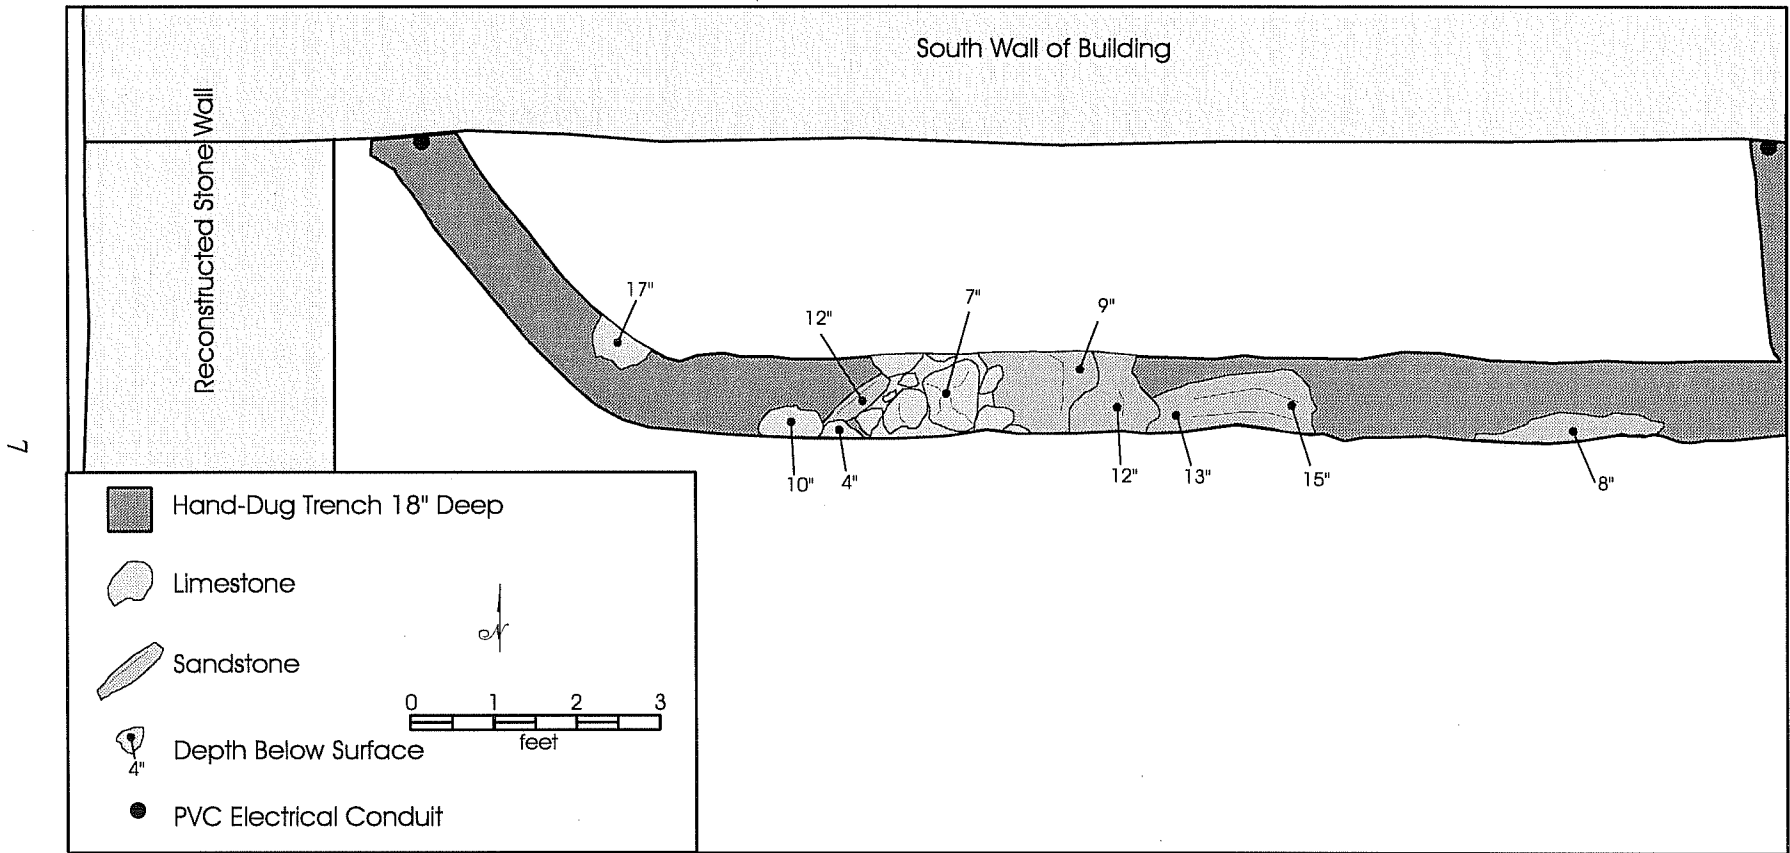 South Wall of Building
Reconstructed Stone Wall
17"
12"
7"
9"
10"
4"
12"
13"
15"
8"
Hand-Dug Trench 18" Deep
Limestone
Sandstone
N
0 1 2 3
feet
Depth Below Surface
4"
PVC Electrical Conduit
7